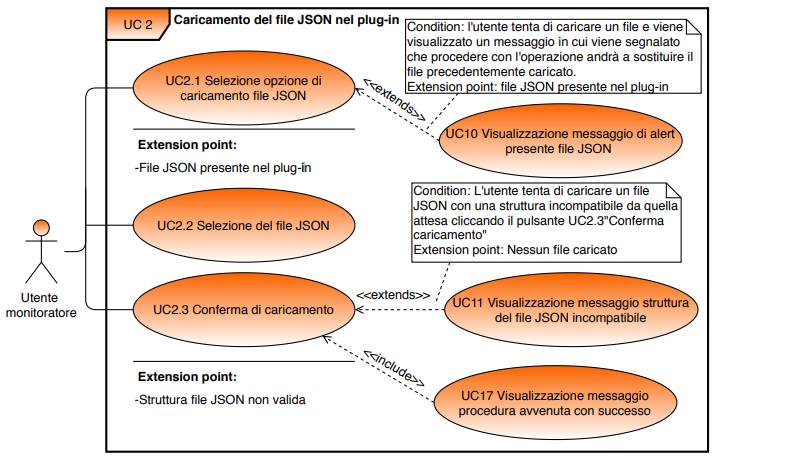 UC 2
Caricamento del file JSON nel plug-in
Condition: l'utente tenta di caricare un file e viene
visualizzato un messaggio in cui viene segnalato
che procedere con l'operazione andrà a sostituire il
file precedentemente caricato.
Extension point: file JSON presente nel plug-in
UC2.1 Selezione opzione di
caricamento file JSON
<<extends>>
UC10 Visualizzazione messaggio di alert
presente file JSON
Extension point:
-File JSON presente nel plug-in
Condition: L'utente tenta di caricare un file
JSON con una struttura incompatibile da quella
attesa cliccando il pulsante UC2.3"Conferma
caricamento"
Extension point: Nessun file caricato
UC2.2 Selezione del file JSON
Utente
monitoratore
UC2.3 Conferma di caricamento
<<extends>>
UC11 Visualizzazione messaggio struttura
del file JSON incompatibile
<<include>>
Extension point:
-Struttura file JSON non valida
UC17 Visualizzazione messaggio
procedura avvenuta con successo